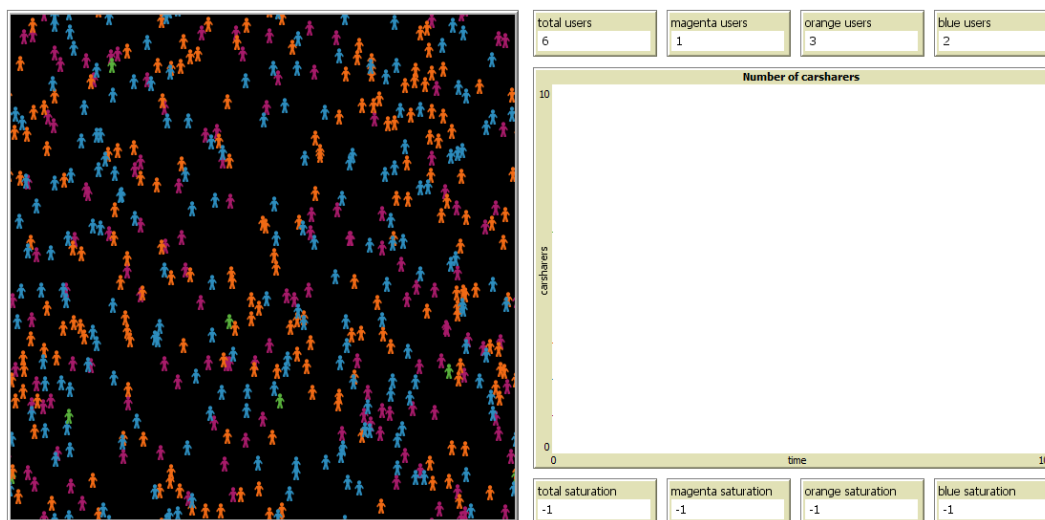 total users
6
magenta users
1
orange users
3
blue users
2
Number of carsharers
10
carsharers
0
0
time
10
total saturation
-1
magenta saturation
-1
orange saturation
-1
blue saturation
-1